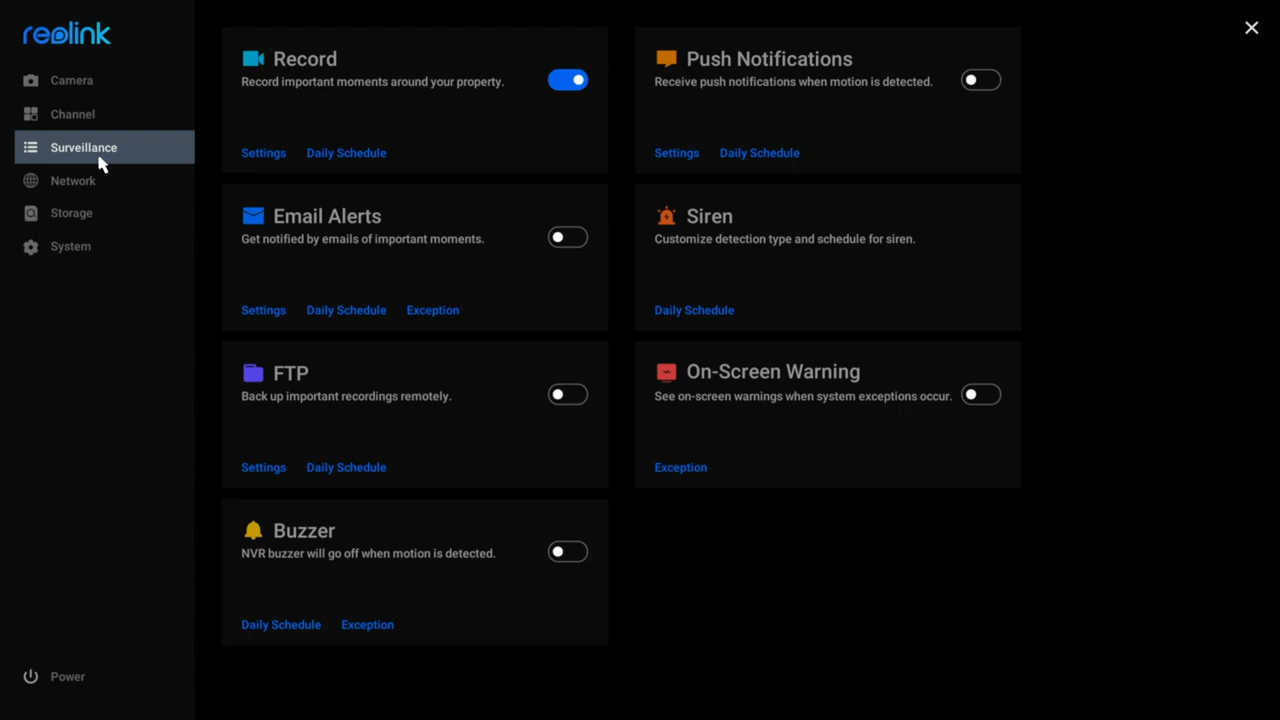 reolink
Camera
Channel
Surveillance
Network
Storage
System
Power
Record
Record important moments around your property.
Settings Daily Schedule
Push Notifications
Receive push notifications when motion is detected.
Settings Daily Schedule
Email Alerts
Get notified by emails of important moments.
Settings Daily Schedule Exception
Siren
Customize detection type and schedule for siren.
Daily Schedule
FTP
Back up important recordings remotely.
Settings Daily Schedule
On-Screen Warning
See on-screen warnings when system exceptions occur.
Exception
Buzzer
NVR buzzer will go off when motion is detected.
Daily Schedule Exception